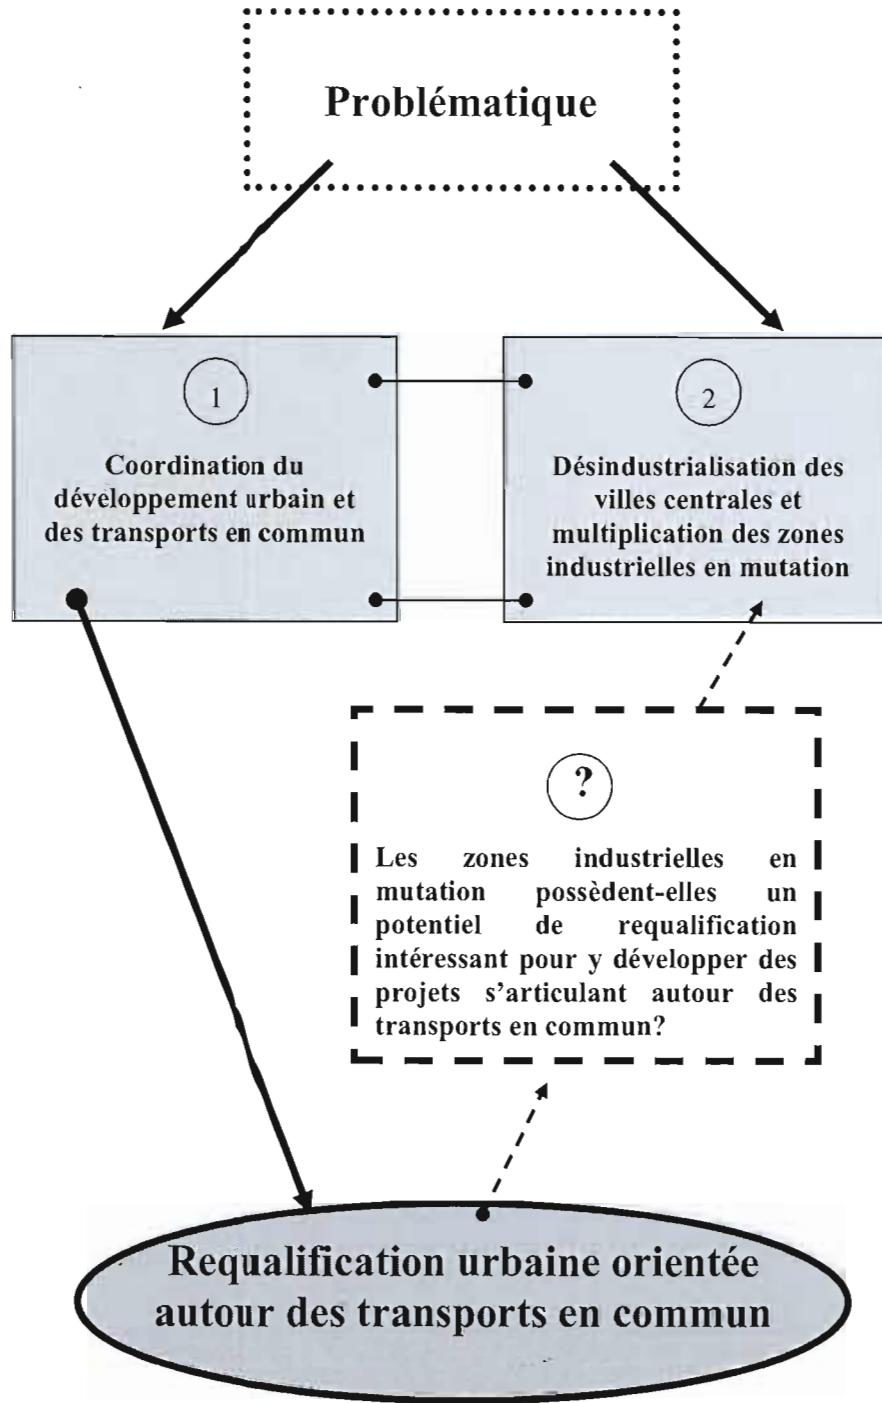 Problématique
1
Coordination du
développement urbain et
des transports en commun
2
Désindustrialisation des
villes centrales et
multiplication des zones
industrielles en mutation
?
Les zones industrielles en
mutation possèdent-elles un
potentiel de requalification
intéressant pour y développer des
projets s'articulant autour des
transports en commun?
Requalification urbaine orientée
autour des transports en commun